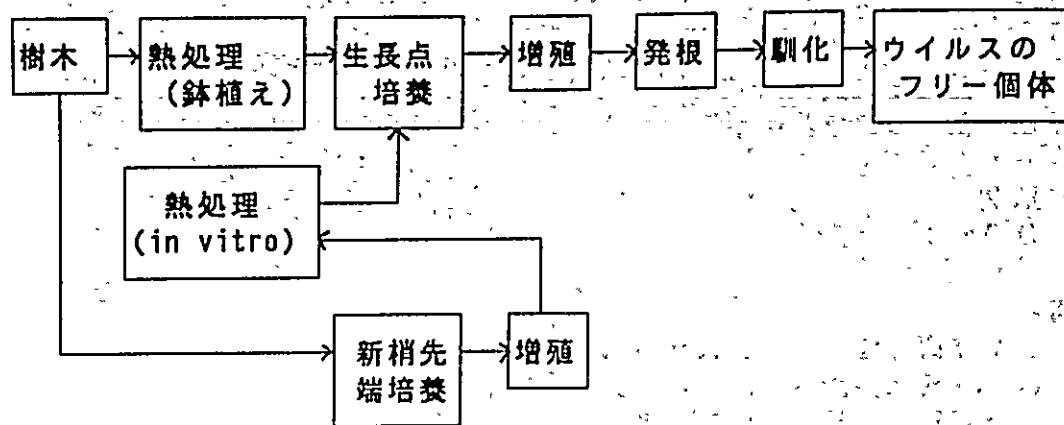 樹木
熱処理
(鉢植え)
生長点
培養
増殖
発根
馴化
ウイルスの
フリー個体
熱処理
(in vitro)
新梢先
端培養
増殖